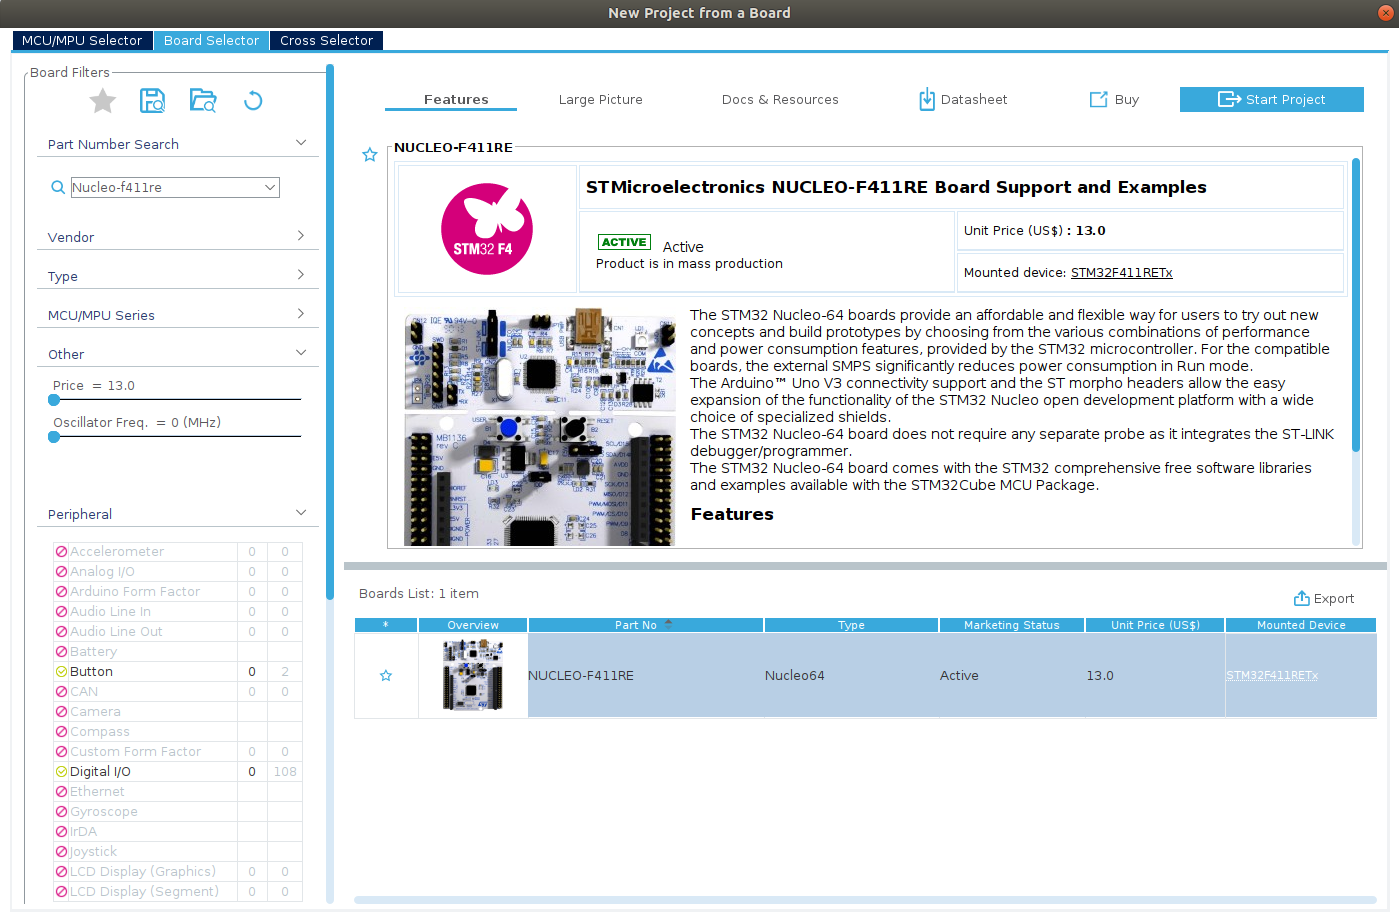 New Project from a Board
MCU/MPU Selector
Board Selector
Cross Selector
Board Filters
Part Number Search
Nucleo-f411re
Vendor
Type
MCU/MPU Series
Other
Price = 13.0
Oscillator Freq. = 0 (MHz)
Peripheral
Accelerometer 0 0
Analog I/O 0 0
Arduino Form Factor 0 0
Audio Line In 0 0
Audio Line Out 0 0
Battery
Button 0 2
CAN 0 0
Camera
Compass
Custom Form Factor 0 0
Digital I/O 0 108
Ethernet
Gyroscope
IrDA
Joystick
LCD Display (Graphics) 0 0
LCD Display (Segment) 0 0
Features
Large Picture
Docs & Resources
Datasheet
Buy
Start Project
NUCLEO-F411RE
STM32 F4
STMicroelectronics NUCLEO-F411RE Board Support and Examples
ACTIVE Active
Product is in mass production
Unit Price (US$) : 13.0
Mounted device: STM32F411RETx
USER
RESET
MB1136
rev C
The STM32 Nucleo-64 boards provide an affordable and flexible way for users to try out new
concepts and build prototypes by choosing from the various combinations of performance
and power consumption features, provided by the STM32 microcontroller. For the compatible
boards, the external SMPS significantly reduces power consumption in Run mode.
The Arduino™ Uno V3 connectivity support and the ST morpho headers allow the easy
expansion of the functionality of the STM32 Nucleo open development platform with a wide
choice of specialized shields.
The STM32 Nucleo-64 board does not require any separate probe as it integrates the ST-LINK
debugger/programmer.
The STM32 Nucleo-64 board comes with the STM32 comprehensive free software libraries
and examples available with the STM32Cube MCU Package.
Features
Boards List: 1 item
Export
* Overview Part No Type Marketing Status Unit Price (US$) Mounted Device
NUCLEO-F411RE Nucleo64 Active 13.0 STM32F411RETx